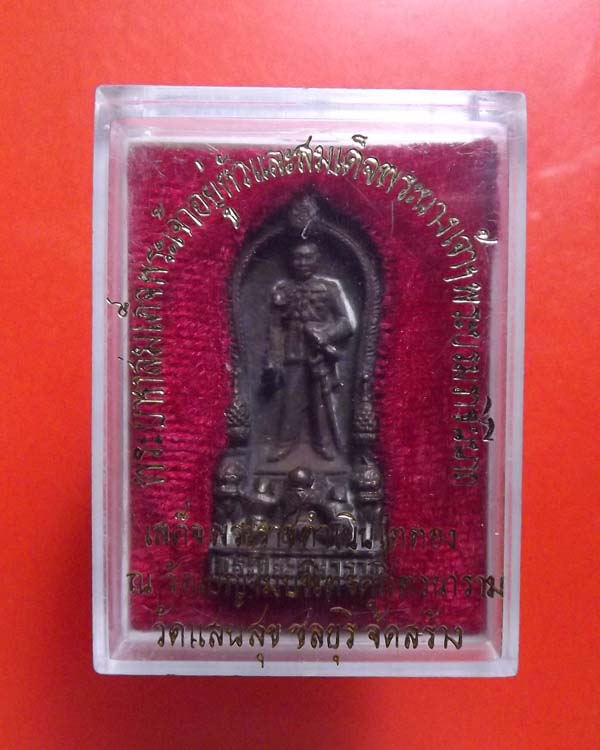 พระบาทสมเด็จพระเจ้าอยู่หัวและสมเด็จพระนางเจ้าฯพระบรมราชินีนาถ
เสด็จพระราชดำเนิน
ณ วัด
วัดแสนสุข ชลบุรี จัดสร้าง